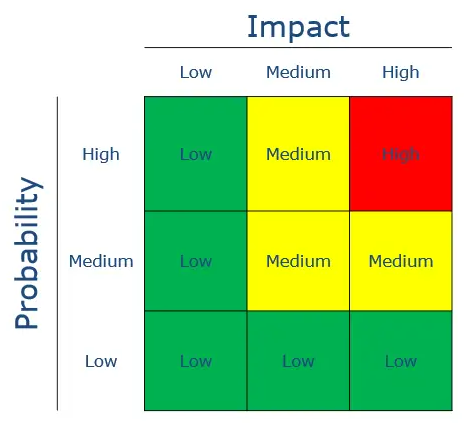 Impact
Low Medium High
Probability
High Low Medium High
Medium Low Medium Medium
Low Low Low Low